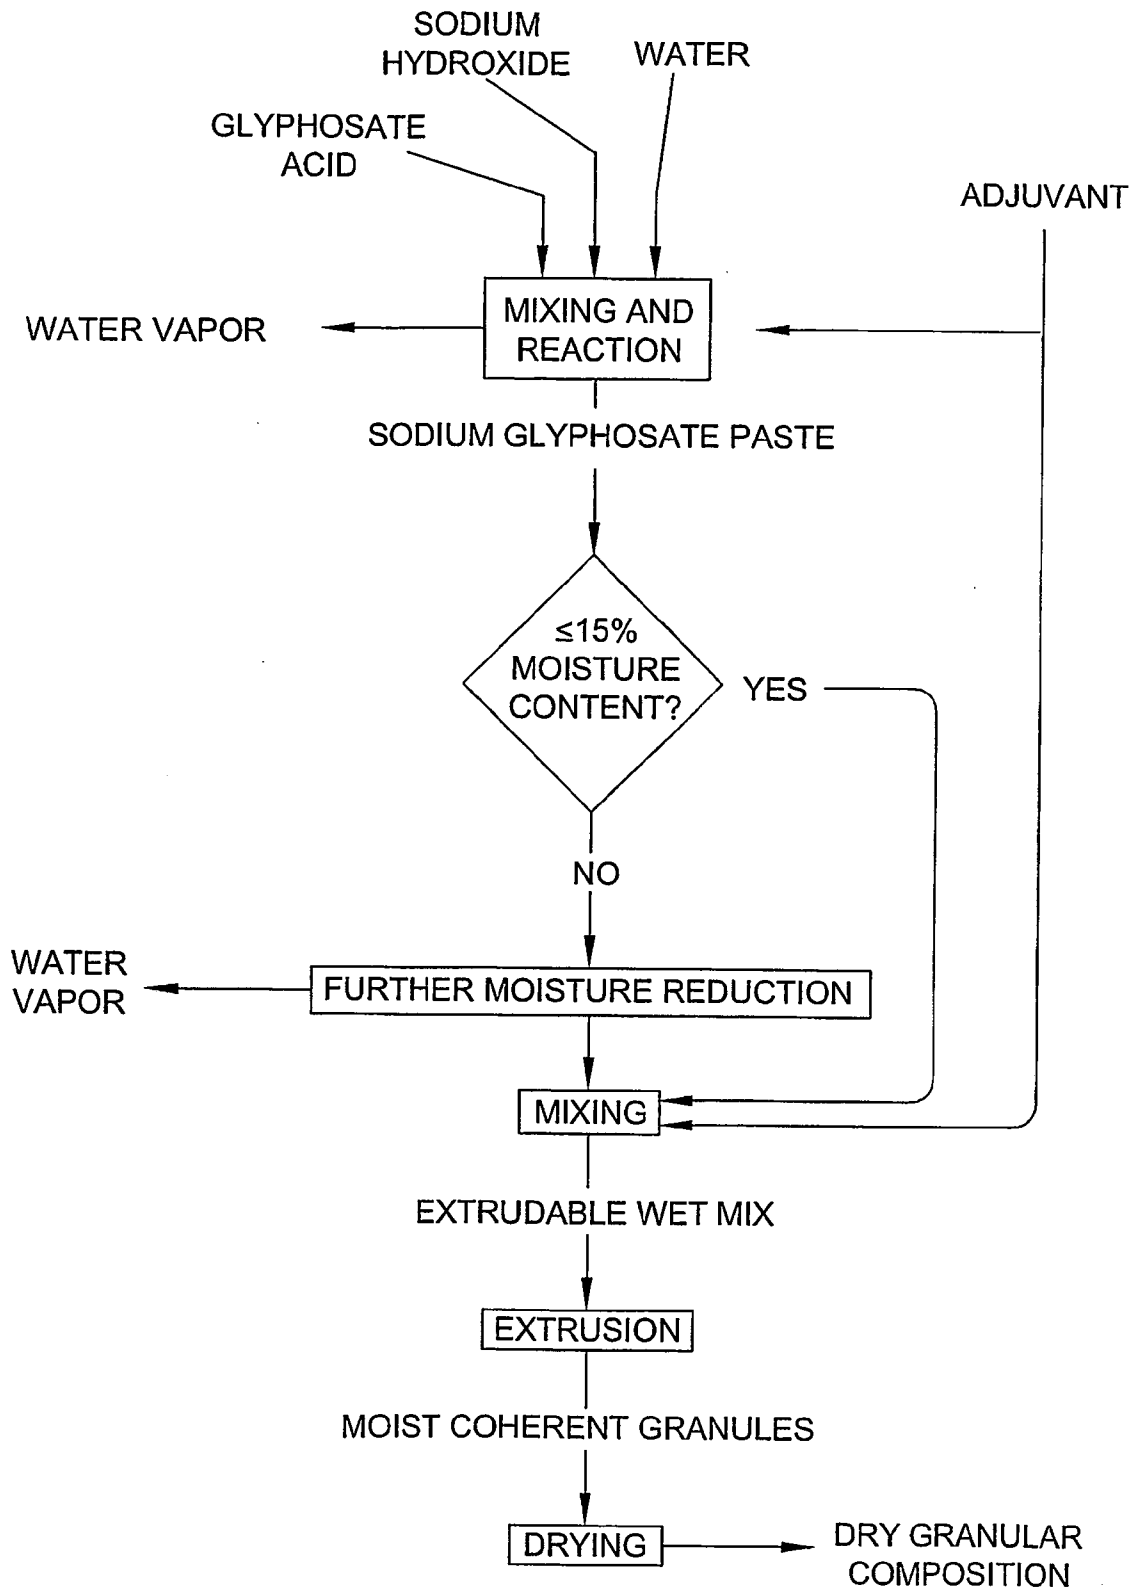 SODIUM
HYDROXIDE
WATER
GLYPHOSATE
ACID
ADJUVANT
MIXING AND
REACTION
WATER VAPOR
SODIUM GLYPHOSATE PASTE
≤15%
MOISTURE
CONTENT?
YES
NO
WATER
VAPOR
FURTHER MOISTURE REDUCTION
MIXING
EXTRUDABLE WET MIX
EXTRUSION
MOIST COHERENT GRANULES
DRYING
DRY GRANULAR
COMPOSITION